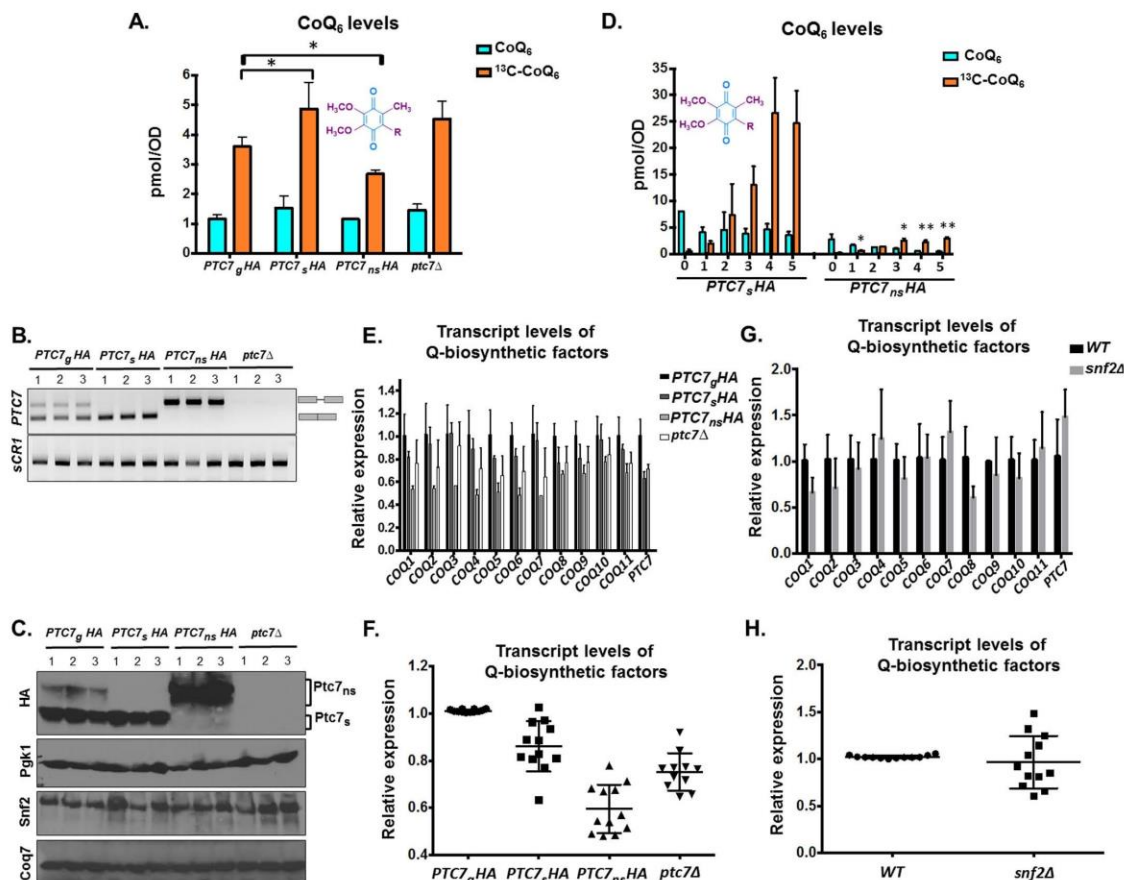 A.
CoQ6 levels
CoQ6
13C-CoQ6
*
*
6
5
4
3
2
1
0
pmol/OD
O
H3CO
CH3
H3CO
R
O
PTC7gHA PTC7sHA PTC7nsHA ptc7Δ
B.
PTC7g HA PTC7s HA PTC7ns HA ptc7Δ
1 2 3 1 2 3 1 2 3 1 2 3
PTC7
sCR1
C.
PTC7g HA PTC7s HA PTC7ns HA ptc7Δ
1 2 3 1 2 3 1 2 3 1 2 3
HA
Ptc7ns
Ptc7s
Pgk1
Snf2
Coq7
D.
CoQ6 levels
CoQ6
13C-CoQ6
35
30
25
20
15
10
5
0
pmol/OD
O
H3CO
CH3
H3CO
R
O
* * ** **
0 1 2 3 4 5 0 1 2 3 4 5
PTC7sHA PTC7nsHA
E.
Transcript levels of
Q-biosynthetic factors
PTC7gHA
PTC7sHA
PTC7nsHA
ptc7Δ
1.4
1.2
1.0
0.8
0.6
0.4
0.2
0.0
Relative expression
COQ1 COQ2 COQ3 COQ4 COQ5 COQ6 COQ7 COQ8 COQ9 COQ10 COQ11 PTC7
F.
Transcript levels of
Q-biosynthetic factors
1.2
1.0
0.8
0.6
0.4
Relative expression
PTC7gHA PTC7sHA PTC7nsHA ptc7Δ
G.
Transcript levels of
Q-biosynthetic factors
WT
snf2Δ
2.0
1.5
1.0
0.5
0.0
Relative expression
COQ1 COQ2 COQ3 COQ4 COQ5 COQ6 COQ7 COQ8 COQ9 COQ10 COQ11 PTC7
H.
Transcript levels of
Q-biosynthetic factors
2.0
1.5
1.0
0.5
0.0
Relative expression
WT snf2Δ